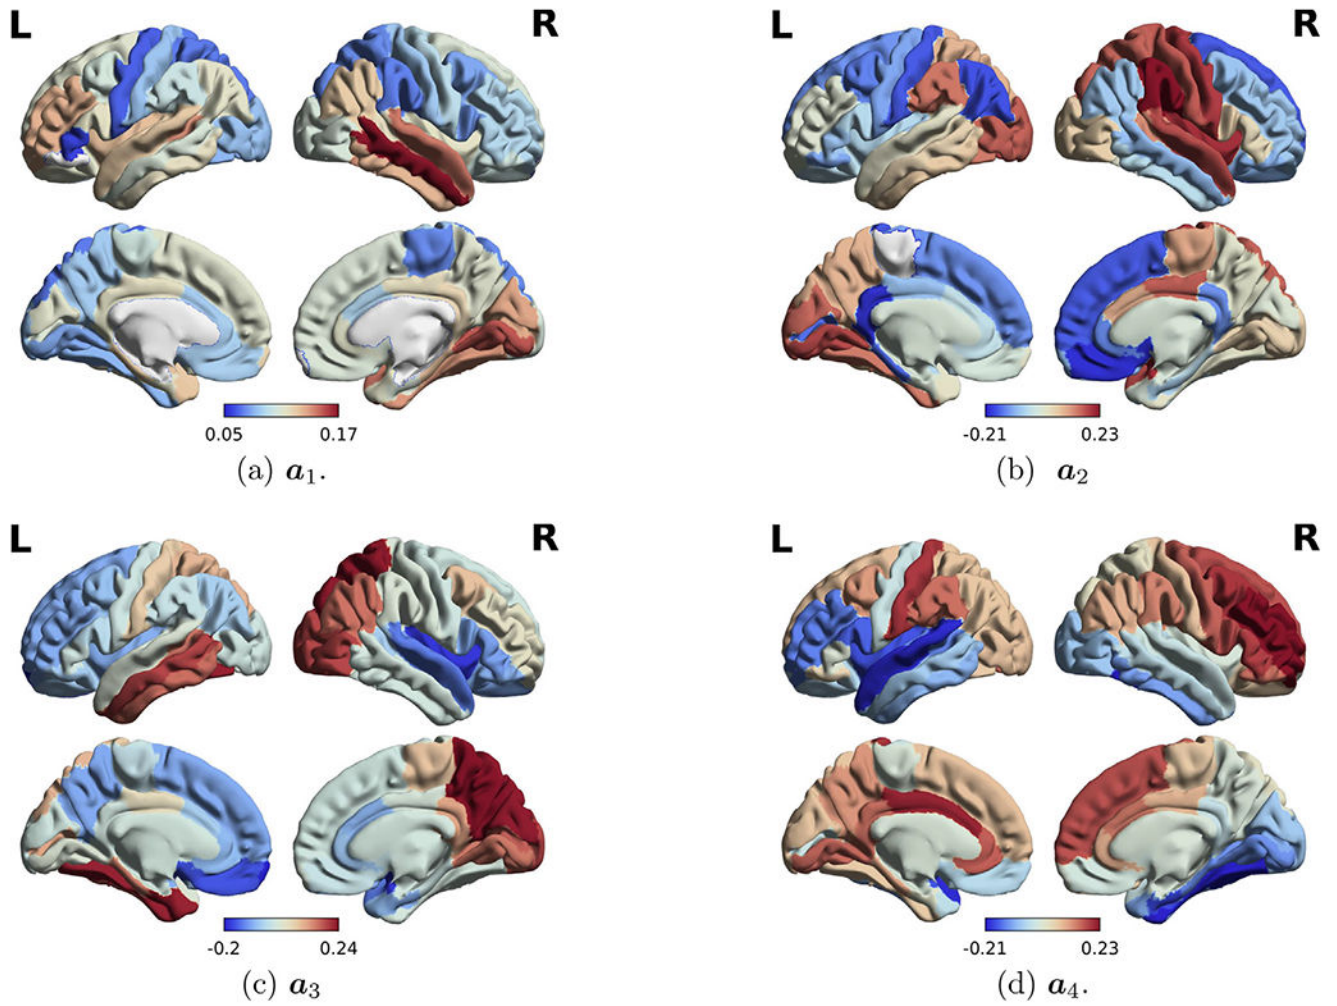 L R
L R
0.05 0.17
(a) a₁.
-0.21 0.23
(b) a₂
L R
L R
-0.2 0.24
(c) a₃
-0.21 0.23
(d) a₄.